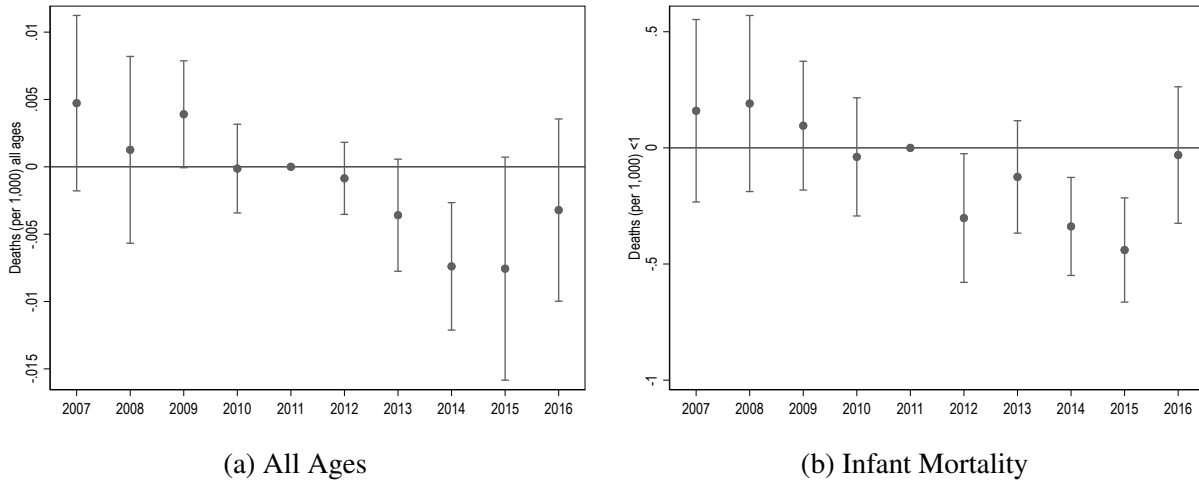 Deaths (per 1,000) all ages
.01
.005
0
-.005
-.01
-.015
2007 2008 2009 2010 2011 2012 2013 2014 2015 2016
(a) All Ages
Deaths (per 1,000) <1
.5
0
-.5
-1
2007 2008 2009 2010 2011 2012 2013 2014 2015 2016
(b) Infant Mortality